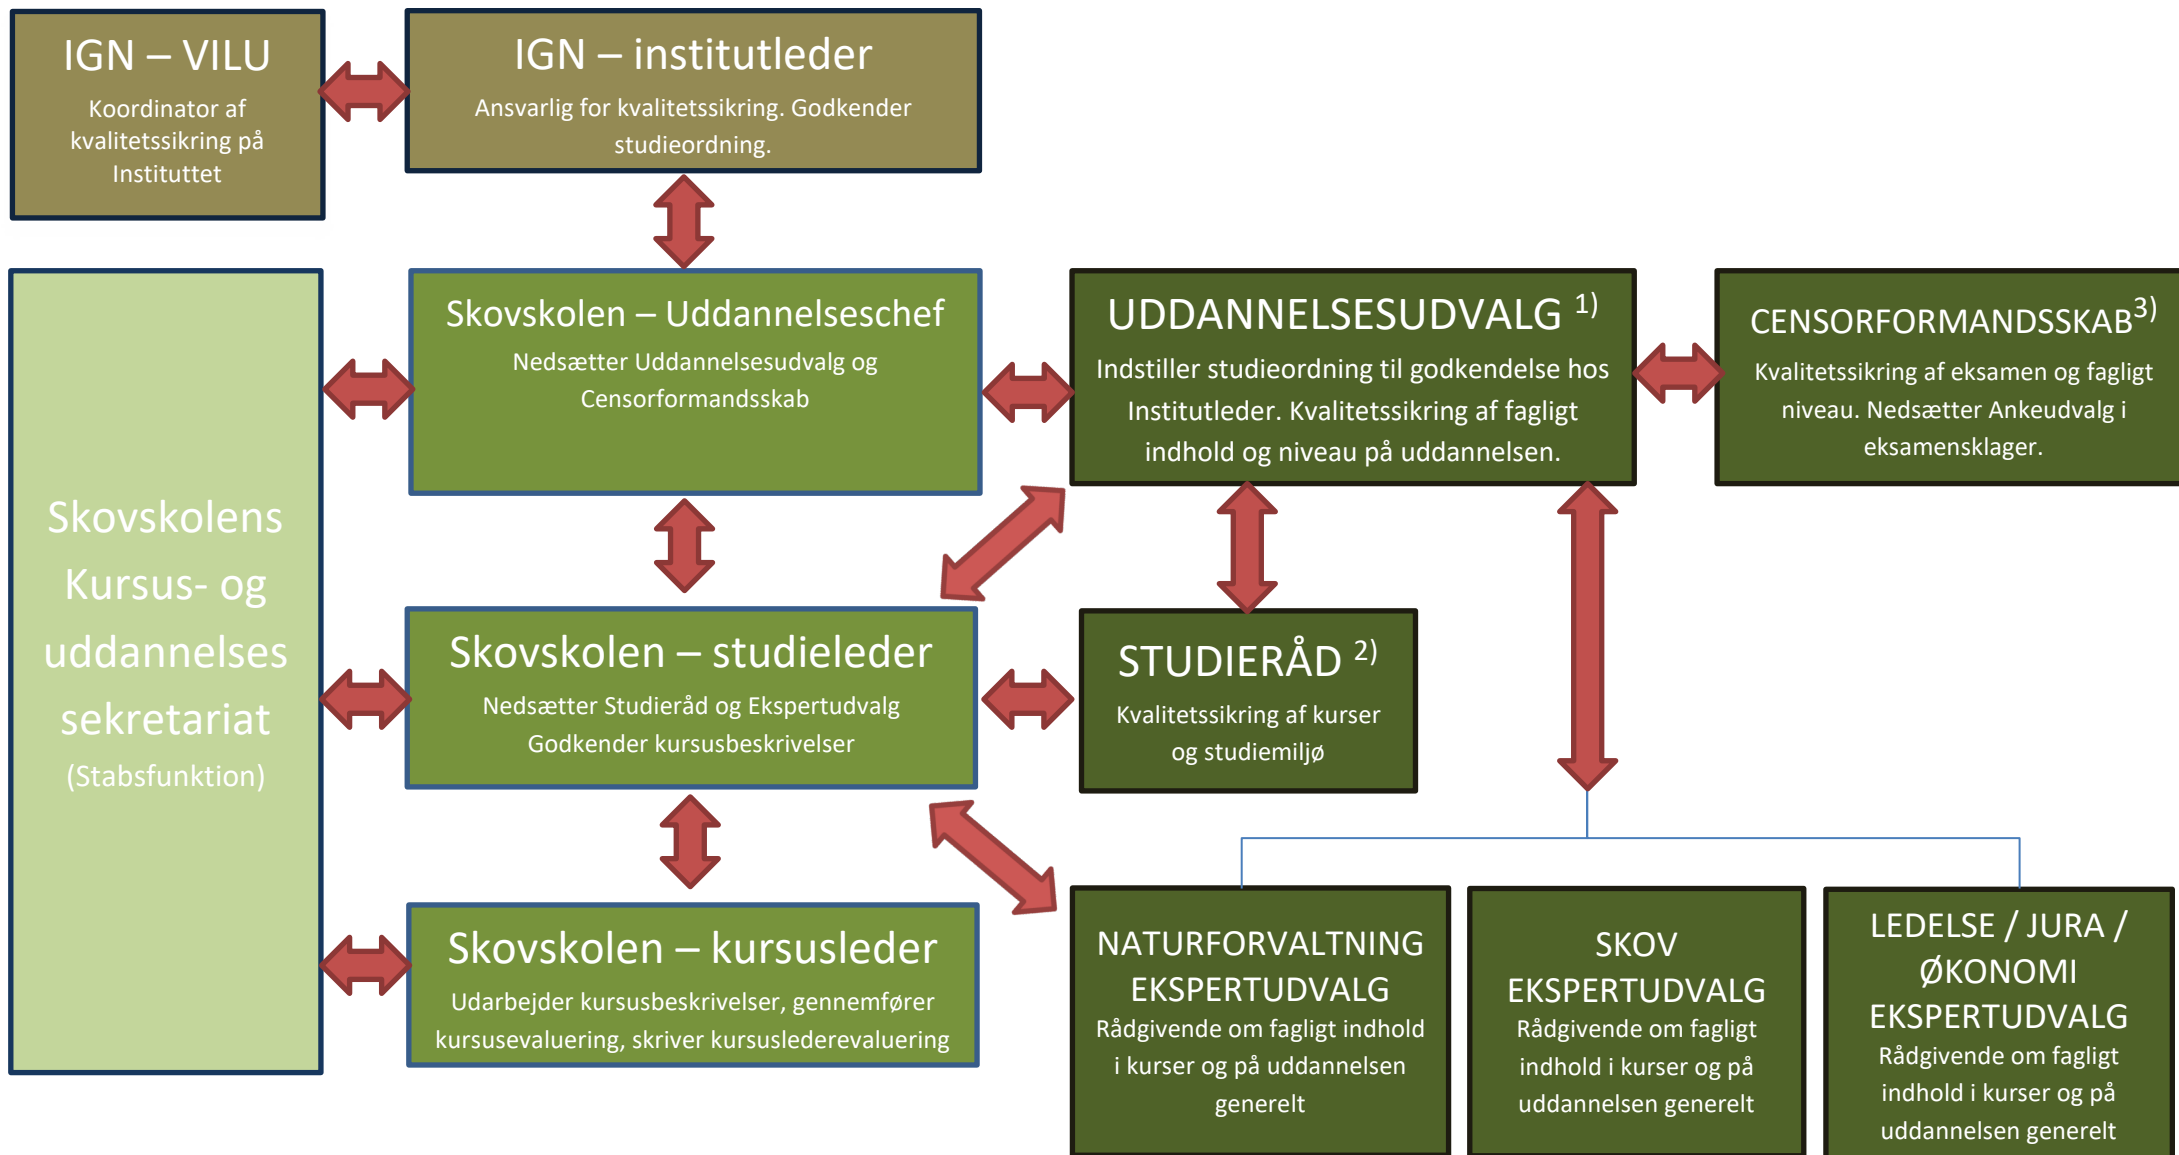 IGN – VILU
Koordinator af
kvalitetssikring på
Instituttet
IGN – institutleder
Ansvarlig for kvalitetssikring. Godkender
studieordning.
Skovskolens
Kursus- og
uddannelses
sekretariat
(Stabsfunktion)
Skovskolen – Uddannelseschef
Nedsætter Uddannelsesudvalg og
Censorformandsskab
UDDANNELSESUDVALG 1)
Indstiller studieordning til godkendelse hos
Institutleder. Kvalitetssikring af fagligt
indhold og niveau på uddannelsen.
CENSORFORMANDSSKAB3)
Kvalitetssikring af eksamen og fagligt
niveau. Nedsætter Ankeudvalg i
eksamensklager.
Skovskolen – studieleder
Nedsætter Studieråd og Ekspertudvalg
Godkender kursusbeskrivelser
STUDIERÅD 2)
Kvalitetssikring af kurser
og studiemiljø
Skovskolen – kursusleder
Udarbejder kursusbeskrivelser, gennemfører
kursusevaluering, skriver kursuslederevaluering
NATURFORVALTNING
EKSPERTUDVALG
Rådgivende om fagligt indhold
i kurser og på uddannelsen
generelt
SKOV
EKSPERTUDVALG
Rådgivende om fagligt
indhold i kurser og på
uddannelsen generelt
LEDELSE / JURA /
ØKONOMI
EKSPERTUDVALG
Rådgivende om fagligt
indhold i kurser og på
uddannelsen generelt